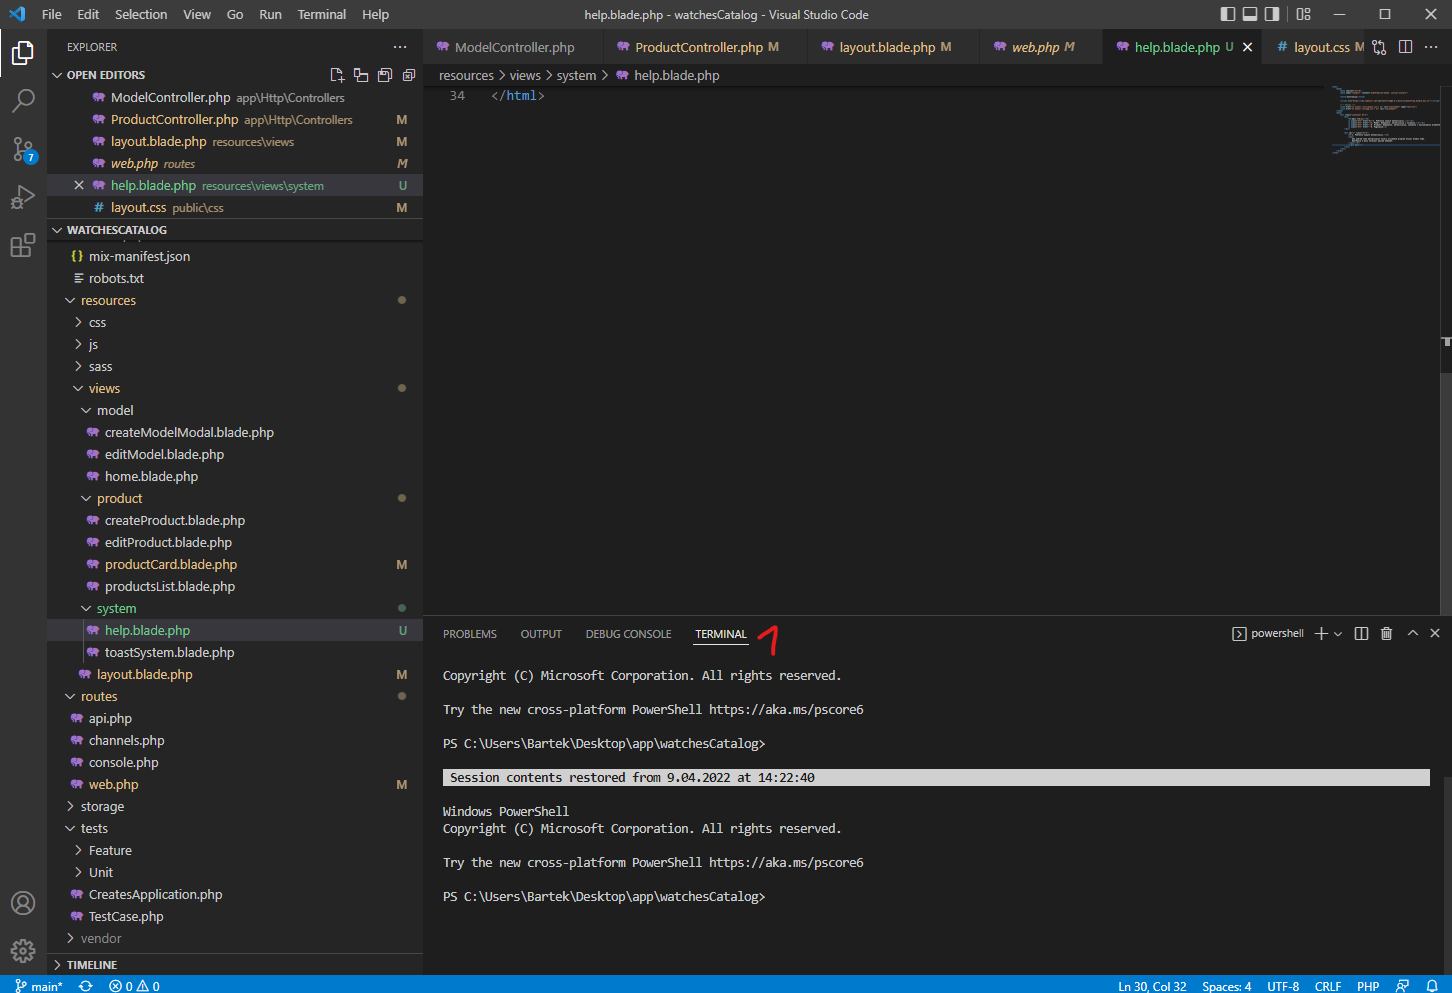 File Edit Selection View Go Run Terminal Help help.blade.php - watchesCatalog - Visual Studio Code
EXPLORER
OPEN EDITORS
ModelController.php app\Http\Controllers
ProductController.php app\Http\Controllers M
layout.blade.php resources\views M
web.php routes M
help.blade.php resources\views\system U
layout.css public\css M
WATCHESCATALOG
mix-manifest.json
robots.txt
resources
css
js
sass
views
model
createModelModal.blade.php
editModel.blade.php
home.blade.php
product
createProduct.blade.php
editProduct.blade.php
productCard.blade.php M
productsList.blade.php
system
help.blade.php U
toastSystem.blade.php
layout.blade.php M
routes
api.php
channels.php
console.php
web.php M
storage
tests
Feature
Unit
CreatesApplication.php
TestCase.php
vendor
TIMELINE
ModelController.php ProductController.php M layout.blade.php M web.php M help.blade.php U layout.css M
resources > views > system > help.blade.php
34 </html>
PROBLEMS OUTPUT DEBUG CONSOLE TERMINAL 1 powershell
Copyright (C) Microsoft Corporation. All rights reserved.
Try the new cross-platform PowerShell https://aka.ms/pscore6
PS C:\Users\Bartek\Desktop\app\watchesCatalog>
Session contents restored from 9.04.2022 at 14:22:40
Windows PowerShell
Copyright (C) Microsoft Corporation. All rights reserved.
Try the new cross-platform PowerShell https://aka.ms/pscore6
PS C:\Users\Bartek\Desktop\app\watchesCatalog>
7
main* 0 0 Ln 30, Col 32 Spaces: 4 UTF-8 CRLF PHP